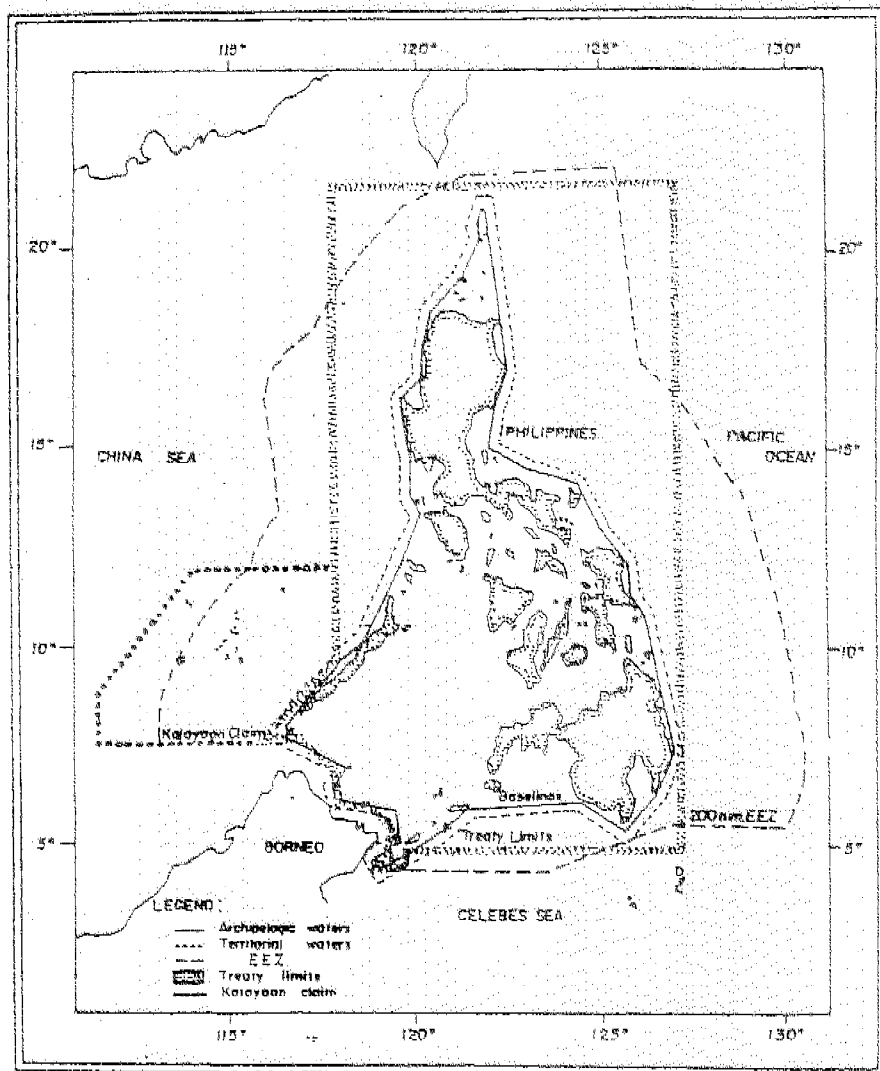 115° 120° 125° 130°
20° 20°
PHILIPPINES
PACIFIC
OCEAN
CHINA SEA
15° 15°
10° 10°
Kalayaan Claim
Baselines
200 nm. EEZ
Treaty Limits
BORNEO
5° 5°
LEGEND:
CELEBES SEA
Archipelagic waters
Territorial waters
EEZ
Treaty limits
Kalayaan claim
115° 120° 125° 130°